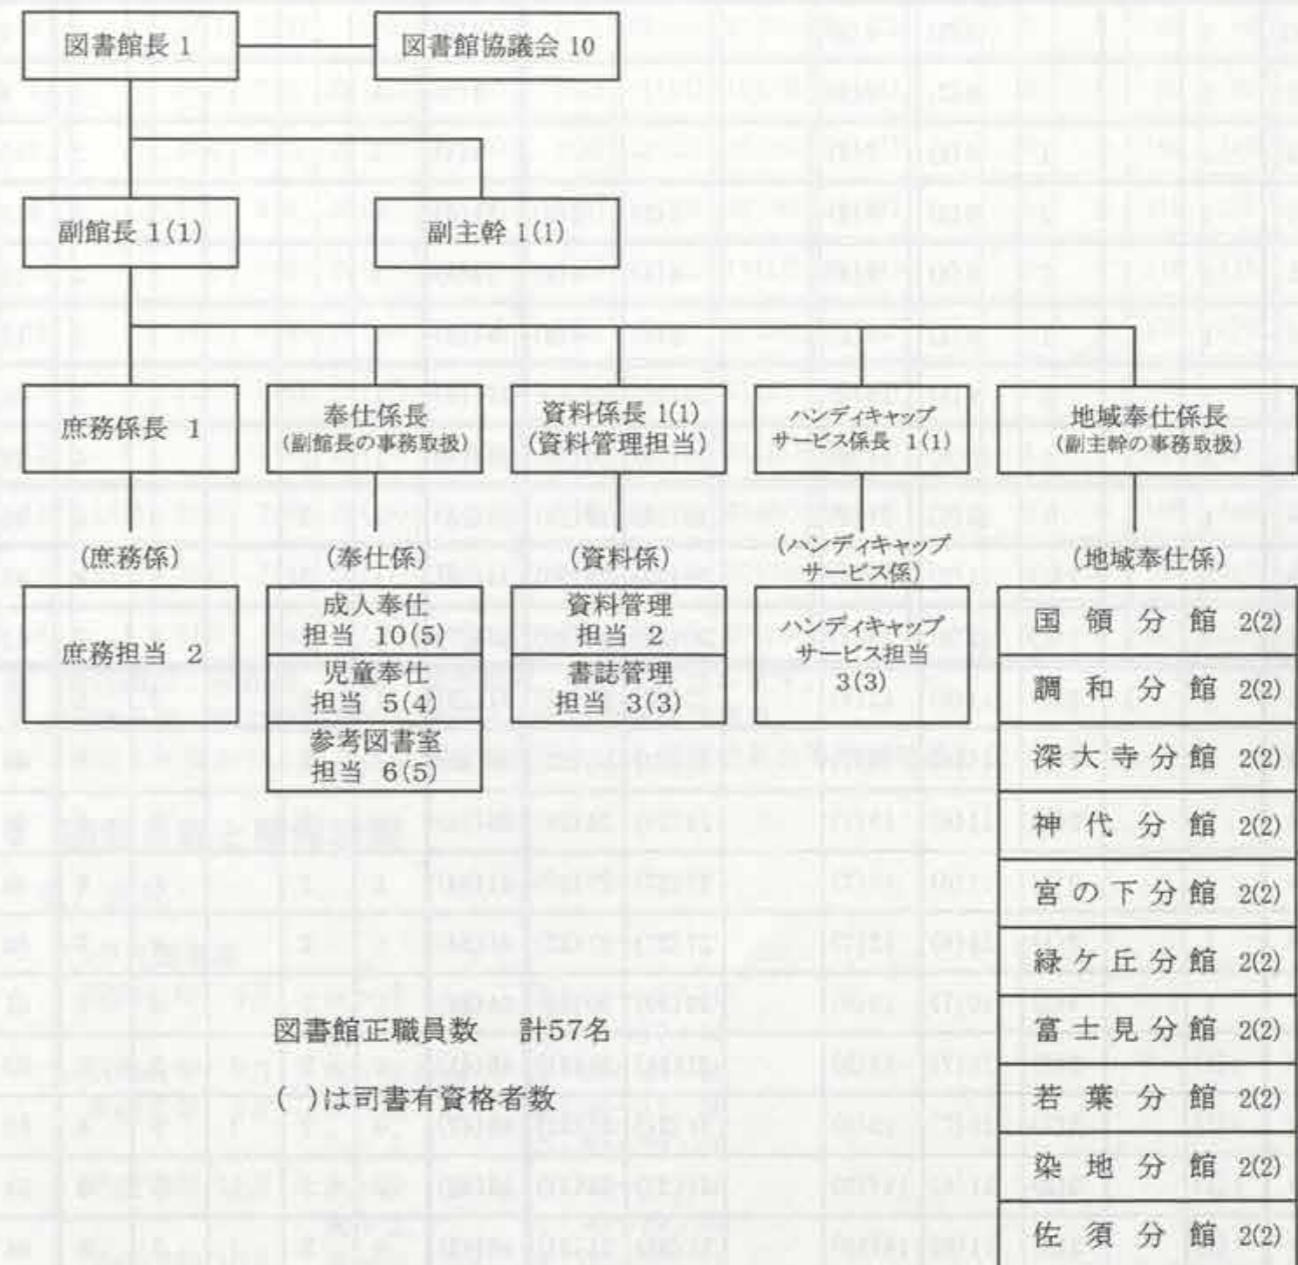 図書館長 1
図書館協議会 10
副館長 1(1)
副主幹 1(1)
庶務係長 1
奉仕係長
(副館長の事務取扱)
資料係長 1(1)
(資料管理担当)
ハンディキャップ
サービス係長 1(1)
地域奉仕係長
(副主幹の事務取扱)
(庶務係)
(奉仕係)
(資料係)
(ハンディキャップ
サービス係)
(地域奉仕係)
庶務担当 2
成人奉仕
担当 10(5)
児童奉仕
担当 5(4)
参考図書室
担当 6(5)
資料管理
担当 2
書誌管理
担当 3(3)
ハンディキャップ
サービス担当
3(3)
国領分館 2(2)
調和分館 2(2)
深大寺分館 2(2)
神代分館 2(2)
宮の下分館 2(2)
緑ケ丘分館 2(2)
富士見分館 2(2)
若葉分館 2(2)
染地分館 2(2)
佐須分館 2(2)
図書館正職員数 計57名
( )は司書有資格者数